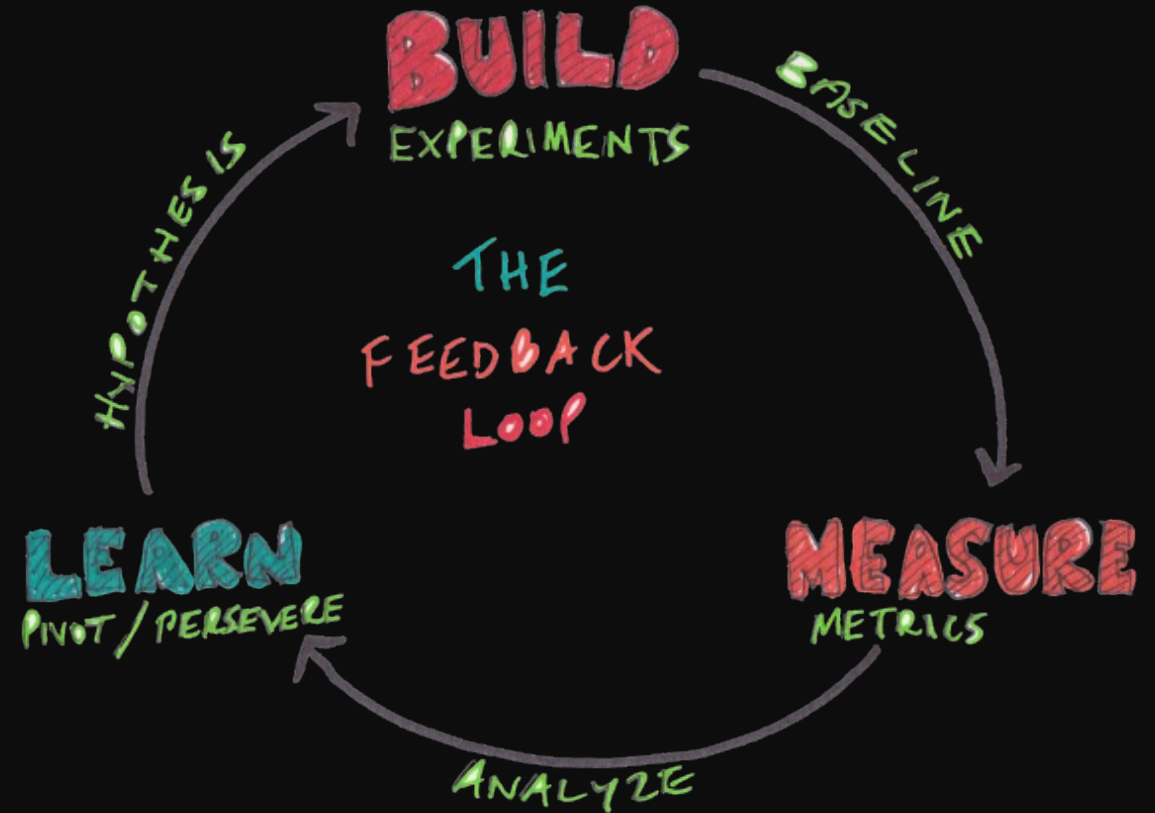 BUILD
EXPERIMENTS
BASELINE
HYPOTHESIS
THE
FEEDBACK
LOOP
LEARN
PIVOT / PERSEVERE
MEASURE
METRICS
ANALYZE